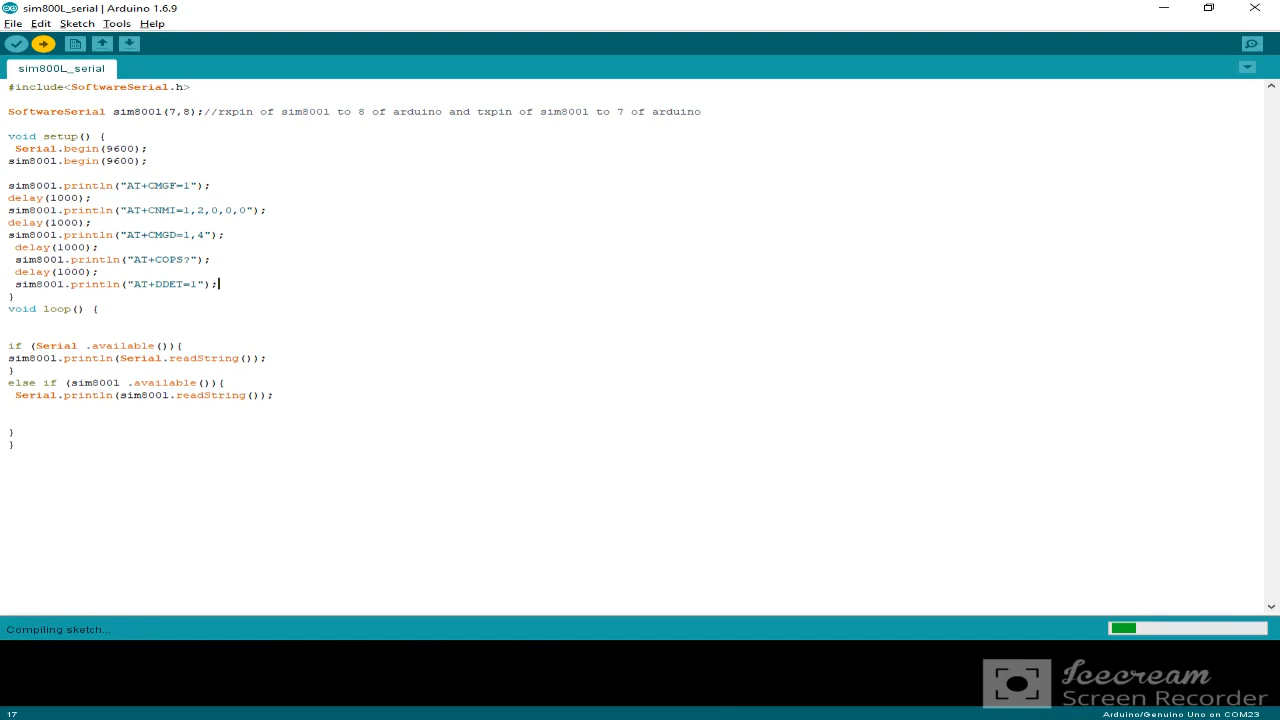 sim800L_serial | Arduino 1.6.9
File Edit Sketch Tools Help
sim800L_serial
#include<SoftwareSerial.h>
SoftwareSerial sim800l(7,8);//rxpin of sim800l to 8 of arduino and txpin of sim800l to 7 of arduino
void setup() {
Serial.begin(9600);
sim800l.begin(9600);
sim800l.println("AT+CMGF=1");
delay(1000);
sim800l.println("AT+CNMI=1,2,0,0,0");
delay(1000);
sim800l.println("AT+CMGD=1,4");
delay(1000);
sim800l.println("AT+COPS?");
delay(1000);
sim800l.println("AT+DDET=1");
}
void loop() {
if (Serial .available()){
sim800l.println(Serial.readString());
}
else if (sim800l .available()){
Serial.println(sim800l.readString());
}
}
Compiling sketch...
Icecream
Screen Recorder
17 Arduino/Genuino Uno on COM23